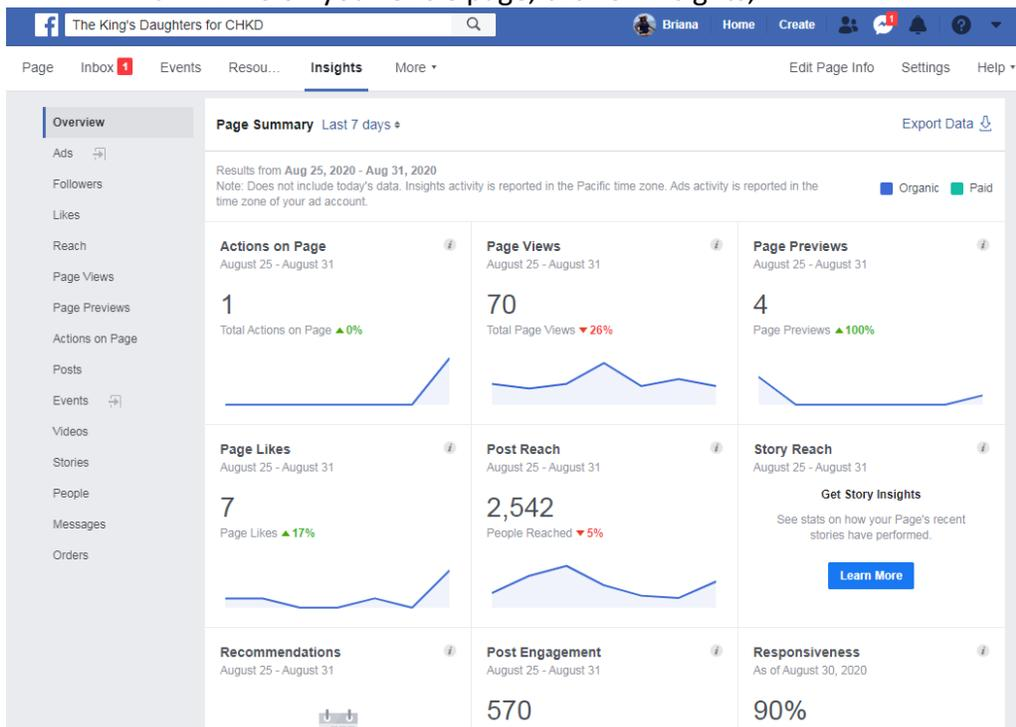 The King's Daughters for CHKD
Briana Home Create 1
Page Inbox 1 Events Resou... Insights More Edit Page Info Settings Help
Overview
Ads
Followers
Likes
Reach
Page Views
Page Previews
Actions on Page
Posts
Events
Videos
Stories
People
Messages
Orders
Page Summary Last 7 days Export Data
Results from Aug 25, 2020 - Aug 31, 2020
Note: Does not include today's data. Insights activity is reported in the Pacific time zone. Ads activity is reported in the
time zone of your ad account.
Organic Paid
Actions on Page
August 25 - August 31
1
Total Actions on Page ▲0%
Page Views
August 25 - August 31
70
Total Page Views ▼26%
Page Previews
August 25 - August 31
4
Page Previews ▲100%
Page Likes
August 25 - August 31
7
Page Likes ▲17%
Post Reach
August 25 - August 31
2,542
People Reached ▼5%
Story Reach
August 25 - August 31
Get Story Insights
See stats on how your Page's recent
stories have performed.
Learn More
Recommendations
August 25 - August 31
Post Engagement
August 25 - August 31
570
Responsiveness
As of August 30, 2020
90%